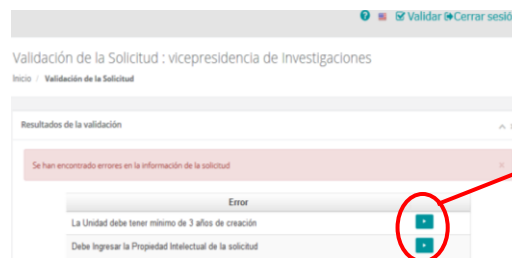 Validar Cerrar sesió
Validación de la Solicitud : vicepresidencia de Investigaciones
Inicio / Validación de la Solicitud
Resultados de la validación
Se han encontrado errores en la información de la solicitud
Error
La Unidad debe tener mínimo de 3 años de creación
Debe Ingresar la Propiedad Intelectual de la solicitud